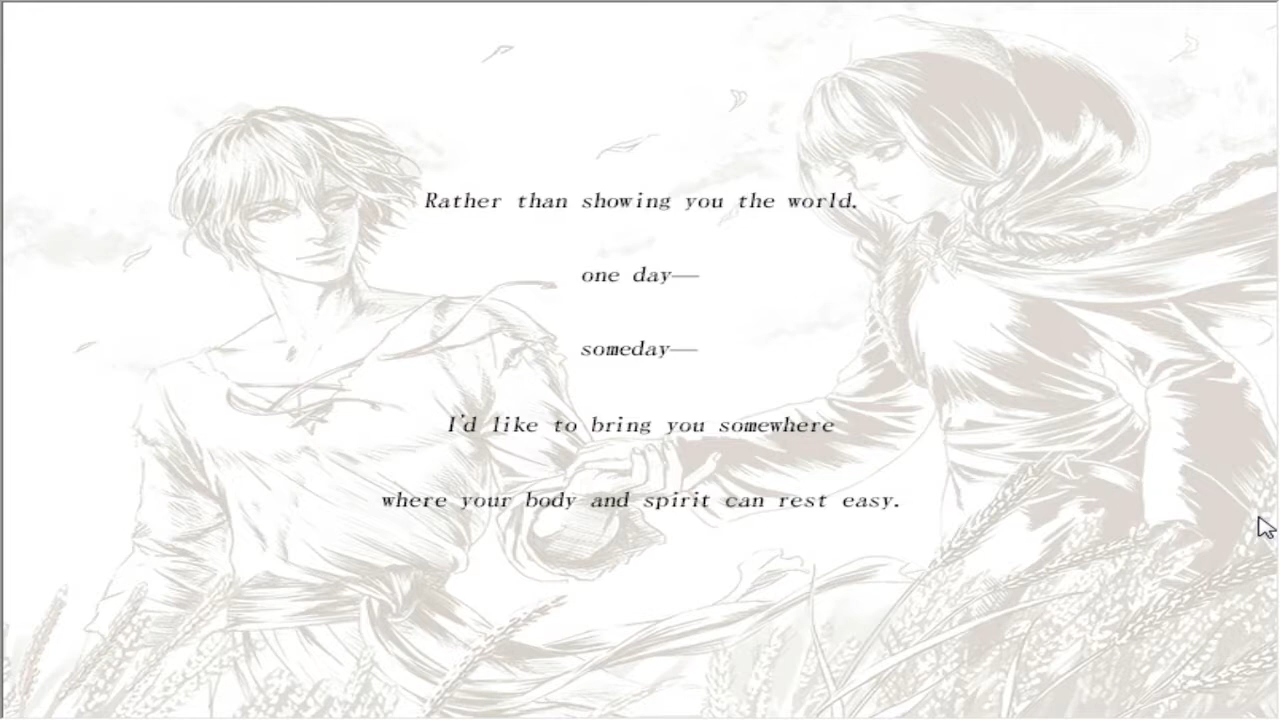 Rather than showing you the world.
one day—
someday—
I'd like to bring you somewhere
where your body and spirit can rest easy.